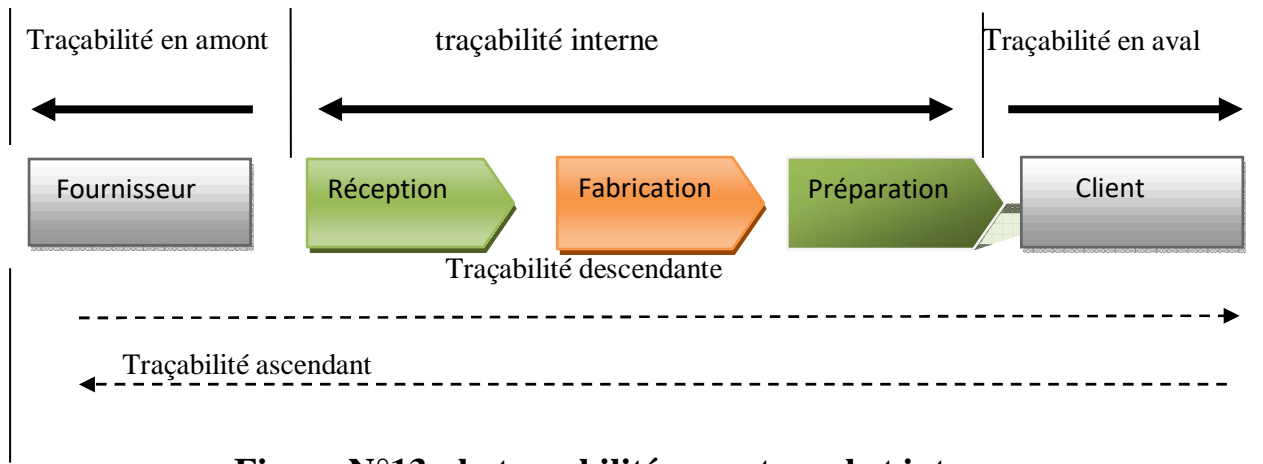 Traçabilité en amont traçabilité interne Traçabilité en aval
Fournisseur Réception Fabrication Préparation Client
Traçabilité descendante
Traçabilité ascendant